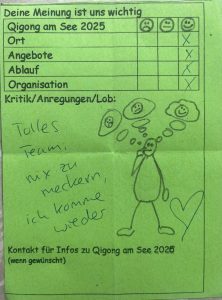 Deine Meinung ist uns wichtig
Qigong am See 2025
Ort
Angebote
Ablauf
Organisation
Kritik/Anregungen/Lob:
Tolles
Team,
nix zu
meckern,
ich komme
wieder
Kontakt für Infos zu Qigong am See 2026
(wenn gewünscht)